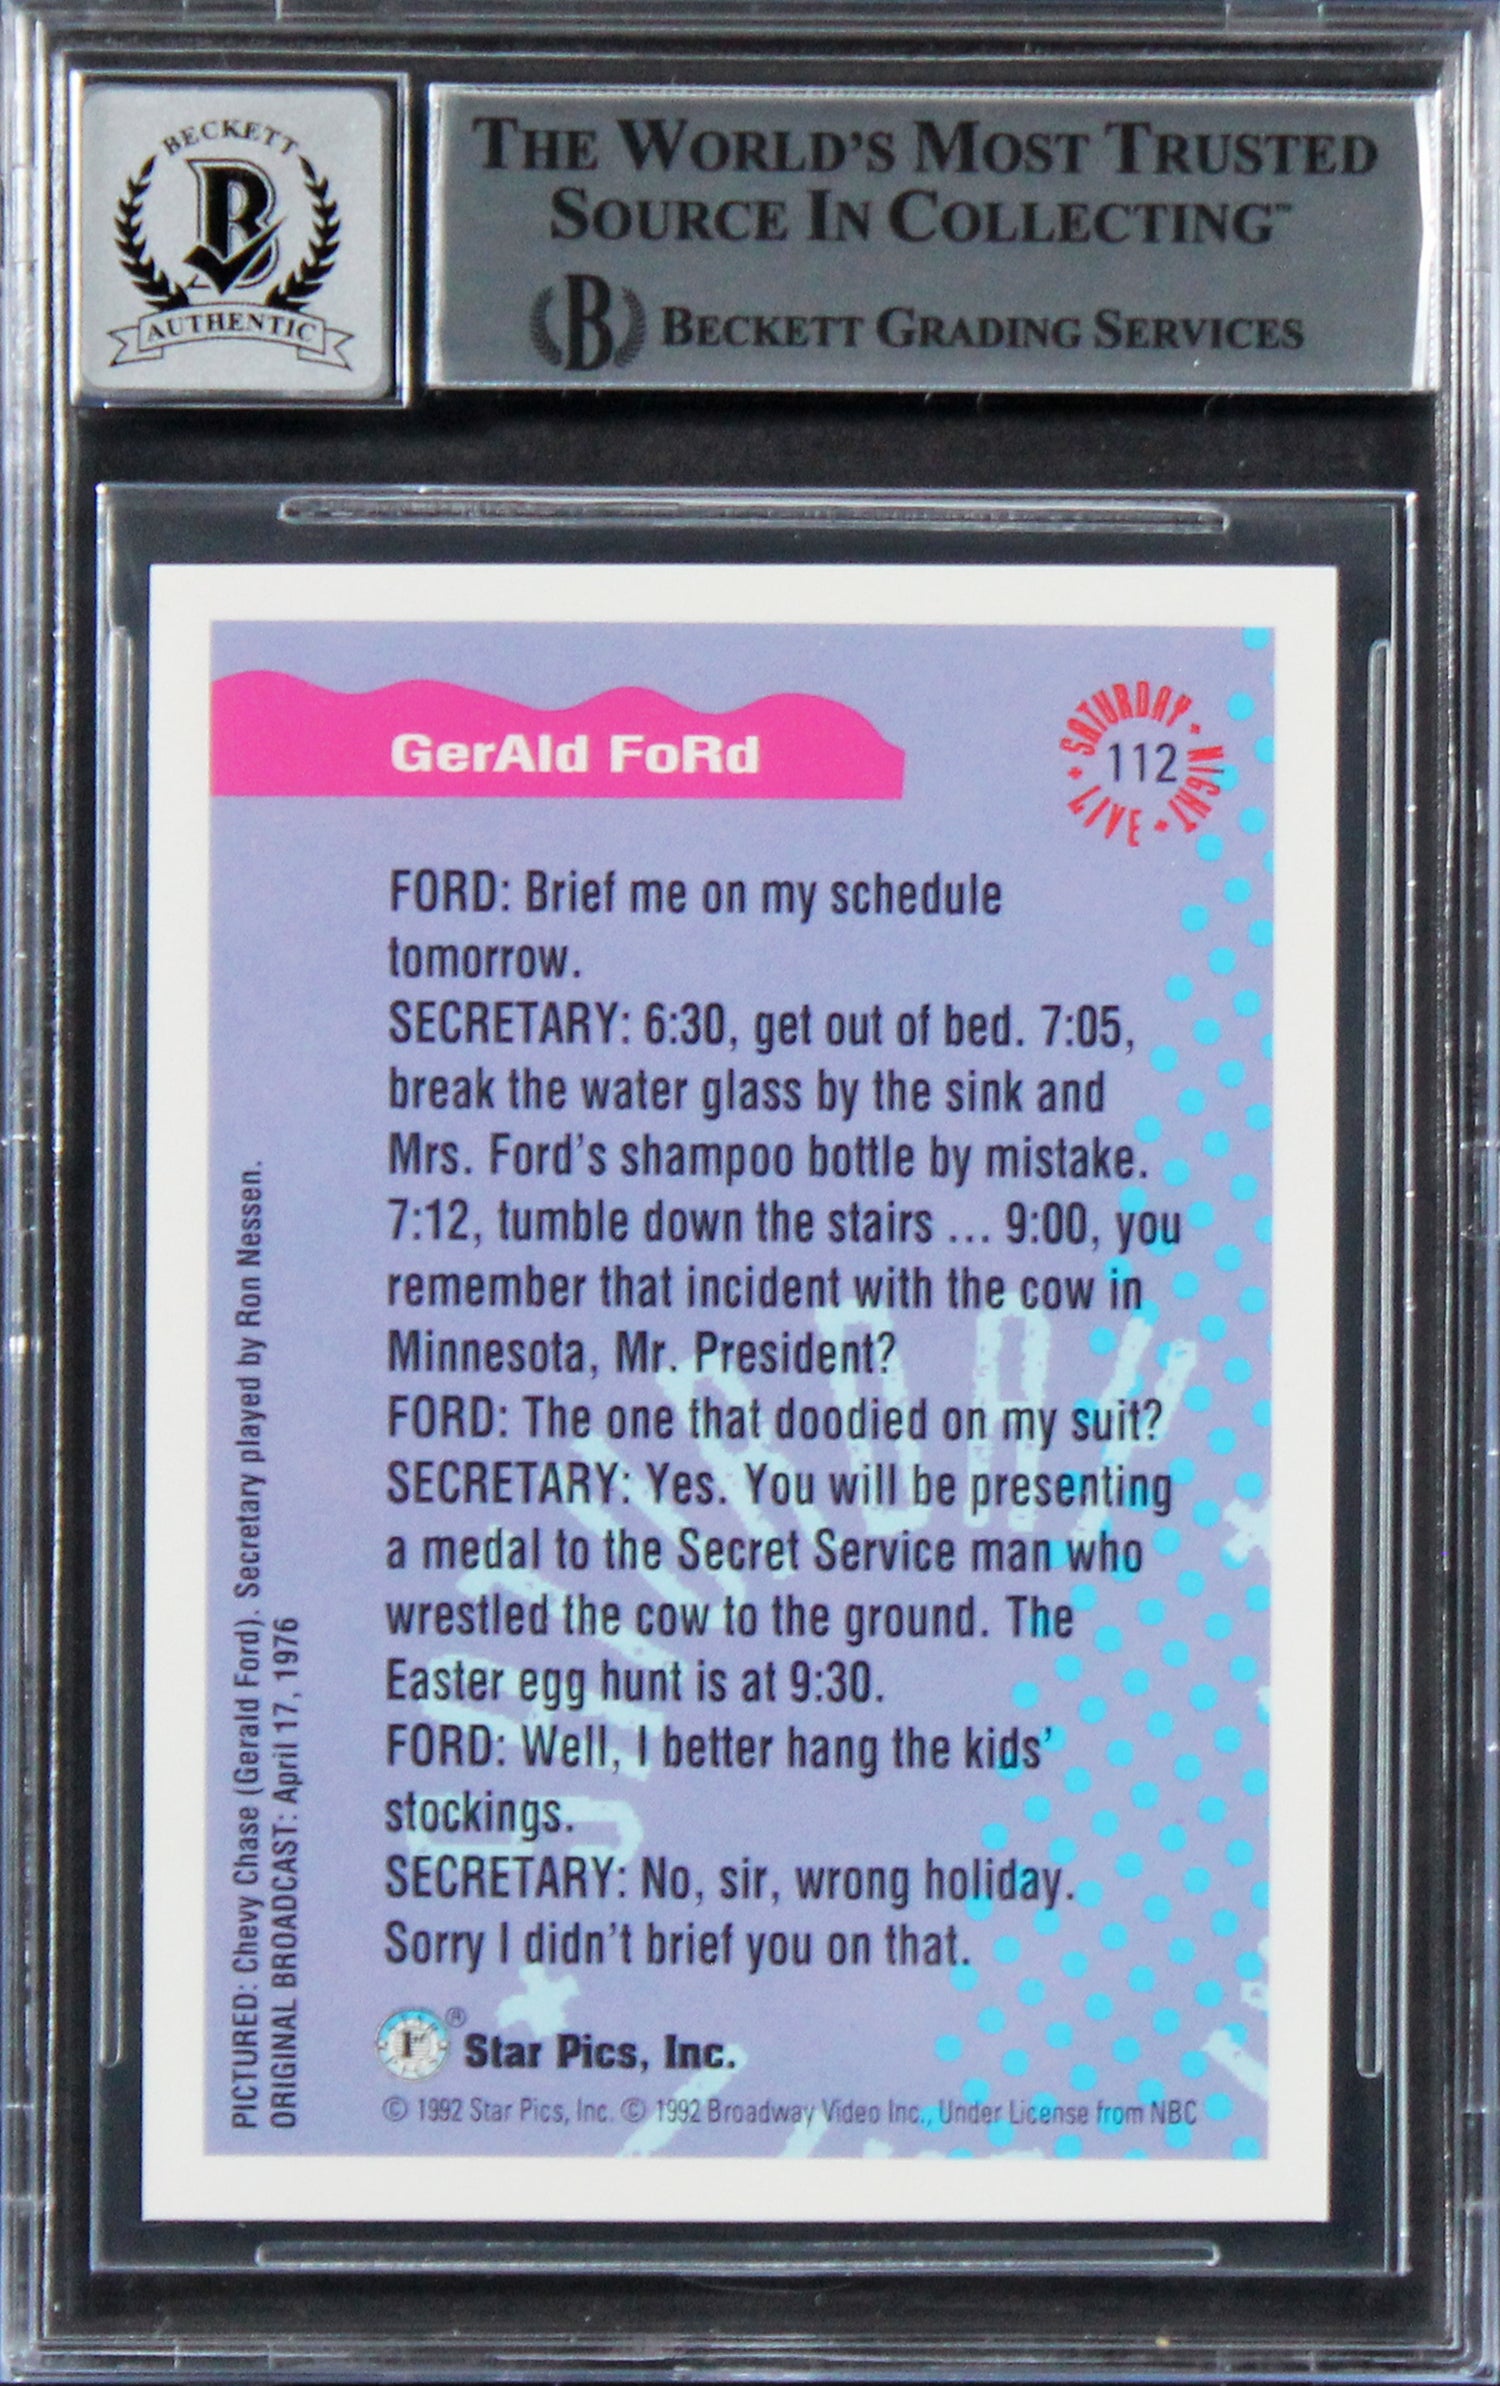 BECKETT
AUTHENTIC
THE WORLD'S MOST TRUSTED
SOURCE IN COLLECTING™
B BECKETT GRADING SERVICES
GerAld FoRd
SATURDAY • NIGHT • LIVE •
112
FORD: Brief me on my schedule
tomorrow.
SECRETARY: 6:30, get out of bed. 7:05,
break the water glass by the sink and
Mrs. Ford's shampoo bottle by mistake.
7:12, tumble down the stairs ... 9:00, you
remember that incident with the cow in
Minnesota, Mr. President?
FORD: The one that doodied on my suit?
SECRETARY: Yes. You will be presenting
a medal to the Secret Service man who
wrestled the cow to the ground. The
Easter egg hunt is at 9:30.
FORD: Well, I better hang the kids'
stockings.
SECRETARY: No, sir, wrong holiday.
Sorry I didn't brief you on that.
PICTURED: Chevy Chase (Gerald Ford). Secretary played by Ron Nessen.
ORIGINAL BROADCAST: April 17, 1976
SATURDAY
1st ® Star Pics, Inc.
© 1992 Star Pics, Inc. © 1992 Broadway Video Inc., Under License from NBC